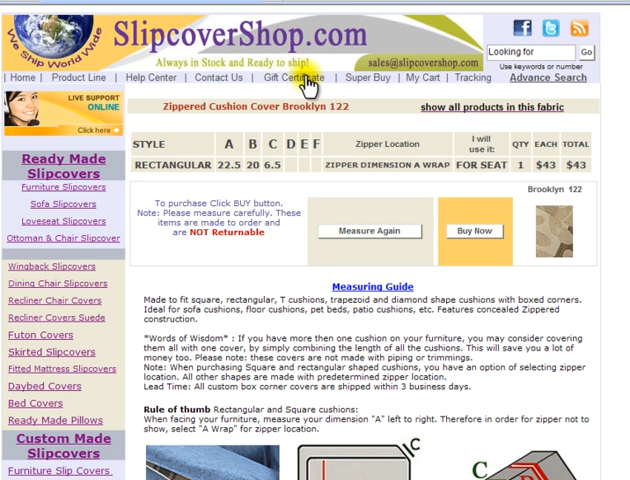 We Ship World Wide
SlipcoverShop.com
Always in Stock and Ready to ship!
sales@slipcovershop.com
Looking for
Go
Use keywords or number
| Home | Product Line | Help Center | Contact Us | Gift Certificate | Super Buy | My Cart | Tracking Advanced Search
LIVE SUPPORT
ONLINE
Click here
Zippered Cushion Cover Brooklyn 122 show all products in this fabric
STYLE A B C D E F Zipper Location I will use it: QTY EACH TOTAL
RECTANGULAR 22.5 20 6.5 ZIPPER DIMENSION A WRAP FOR SEAT 1 $43 $43
To purchase Click BUY button.
Note: Please measure carefully. These
items are made to order and
are NOT Returnable
Measure Again
Buy Now
Brooklyn 122
Ready Made
Slipcovers
Furniture Slipcovers
Sofa Slipcovers
Loveseat Slipcovers
Ottoman & Chair Slipcover
Wingback Slipcovers
Dining Chair Slipcovers
Recliner Chair Covers
Recliner Covers Suede
Futon Covers
Skirted Slipcovers
Fitted Mattress Slipcovers
Daybed Covers
Bed Covers
Ready Made Pillows
Custom Made
Slipcovers
Furniture Slip Covers
Measuring Guide
Made to fit square, rectangular, T cushions, trapezoid and diamond shape cushions with boxed corners.
Ideal for sofa cushions, floor cushions, pet beds, patio cushions, etc. Features concealed Zippered
construction.
*Words of Wisdom* : If you have more then one cushion on your furniture, you may consider covering
them all with one cover, by simply combining the length of all the cushions. This will save you a lot of
money too. Please note: these covers are not made with piping or trimmings.
Note: When purchasing Square and rectangular shaped cushions, you have an option of selecting zipper
location. All other shapes are made with predetermined zipper location.
Lead Time: All custom box corner covers are shipped within 3 business days.
Rule of thumb Rectangular and Square cushions:
When facing your furniture, measure your dimension "A" left to right. Therefore in order for zipper not to
show, select "A Wrap" for zipper location.
C
C